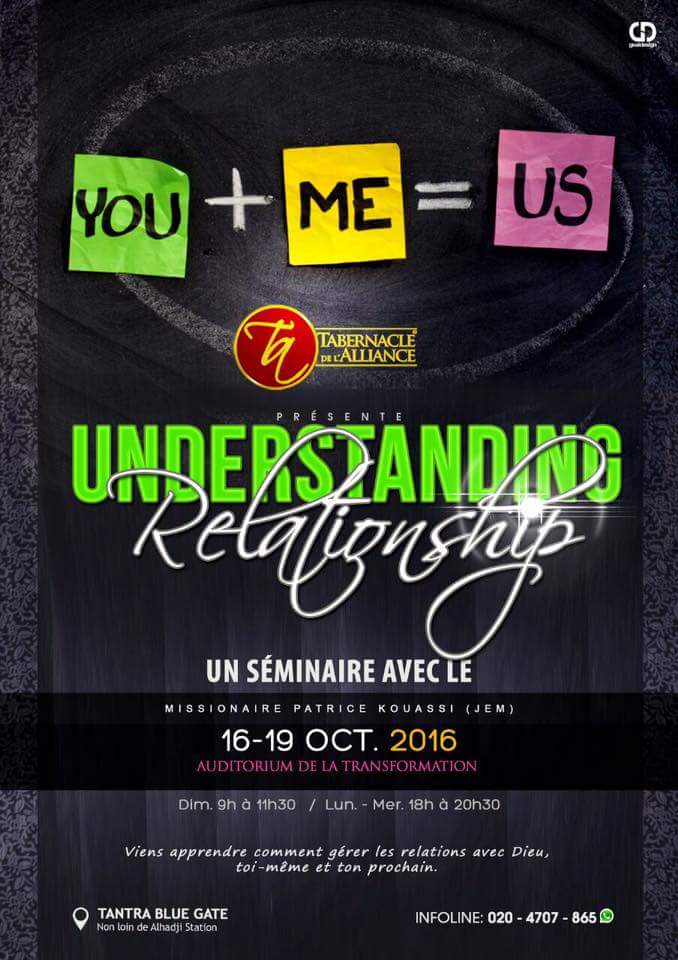 GD
gualdesign
YOU + ME = US
Ta
TABERNACLE
DE L'ALLIANCE
PRÉSENTE
UNDERSTANDING
Relationship
UN SÉMINAIRE AVEC LE
MISSIONAIRE PATRICE KOUASSI (JEM)
16-19 OCT. 2016
AUDITORIUM DE LA TRANSFORMATION
Dim. 9h à 11h30 / Lun. - Mer. 18h à 20h30
Viens apprendre comment gérer les relations avec Dieu,
toi-même et ton prochain.
TANTRA BLUE GATE
Non loin de Alhadji Station
INFOLINE: 020 - 4707 - 865